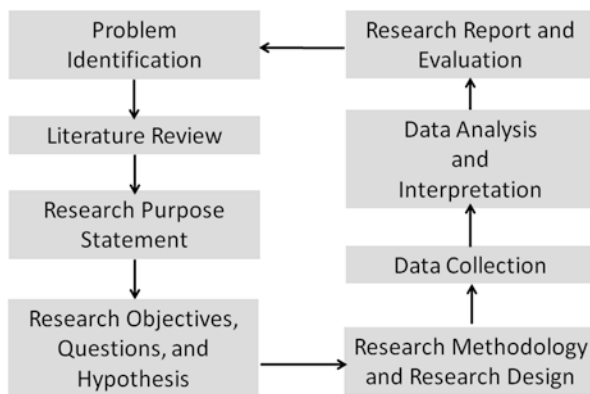 Problem
Identification
Literature Review
Research Purpose
Statement
Research Objectives,
Questions, and
Hypothesis
Research Methodology
and Research Design
Data Collection
Data Analysis
and
Interpretation
Research Report and
Evaluation